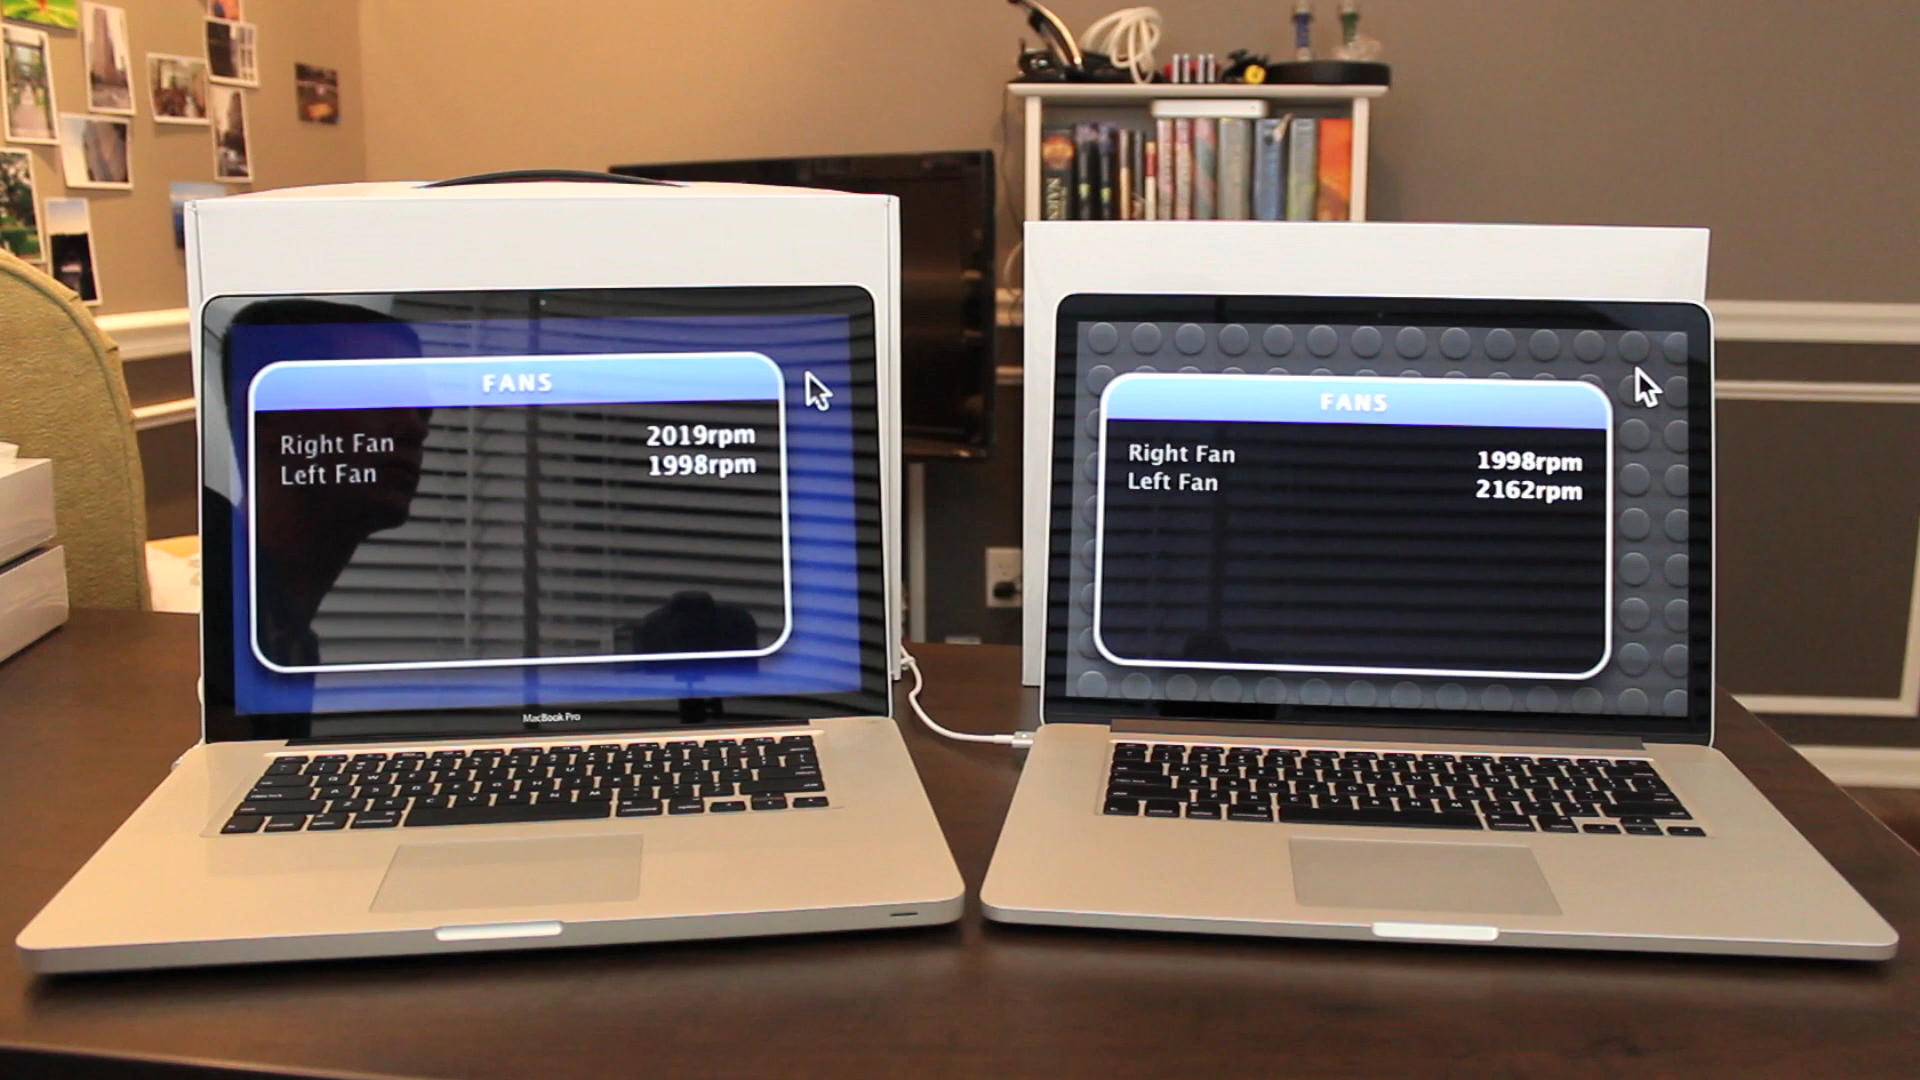 FANS
Right Fan 2019rpm
Left Fan 1998rpm
MacBook Pro
FANS
Right Fan 1998rpm
Left Fan 2162rpm